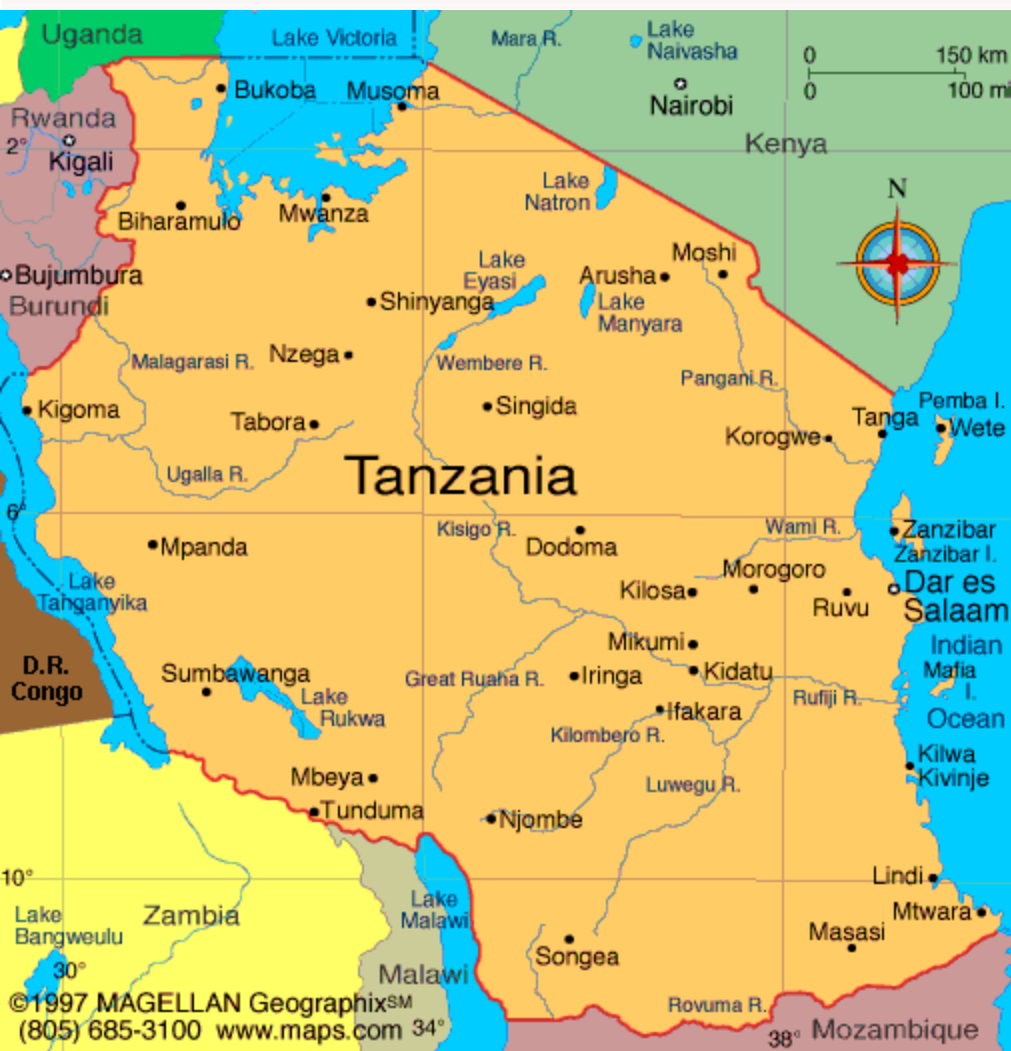 Uganda
Lake Victoria
Mara R.
Lake
Naivasha
0
150 km
0
100 mi
Bukoba
Musoma
Nairobi
Rwanda
2°
Kigali
Kenya
Lake
Natron
N
Biharamulo
Mwanza
Moshi
Lake
Eyasi
Arusha
Bujumbura
Burundi
Shinyanga
Lake
Manyara
Malagarasi R.
Nzega
Wembere R.
Pangani R.
Kigoma
Tabora
Singida
Korogwe
Tanga
Pemba I.
Wete
Ugalla R.
Tanzania
6°
Kisigo R.
Wami R.
Zanzibar
Zanzibar I.
Mpanda
Dodoma
Morogoro
Lake
Tanganyika
Kilosa
Ruvu
Dar es
Salaam
Mikumi
Indian
Ocean
D.R.
Congo
Sumbawanga
Great Ruaha R.
Iringa
Kidatu
Mafia
I.
Lake
Rukwa
Rufiji R.
Ifakara
Kilombero R.
Kilwa
Kivinje
Mbeya
Luwegu R.
Tunduma
Njombe
10°
Lindi
Lake
Malawi
Mtwara
Lake
Bangweulu
Zambia
Masasi
Songea
30°
Malawi
©1997 MAGELLAN Geographix℠
(805) 685-3100 www.maps.com
34°
Rovuma R.
38°
Mozambique